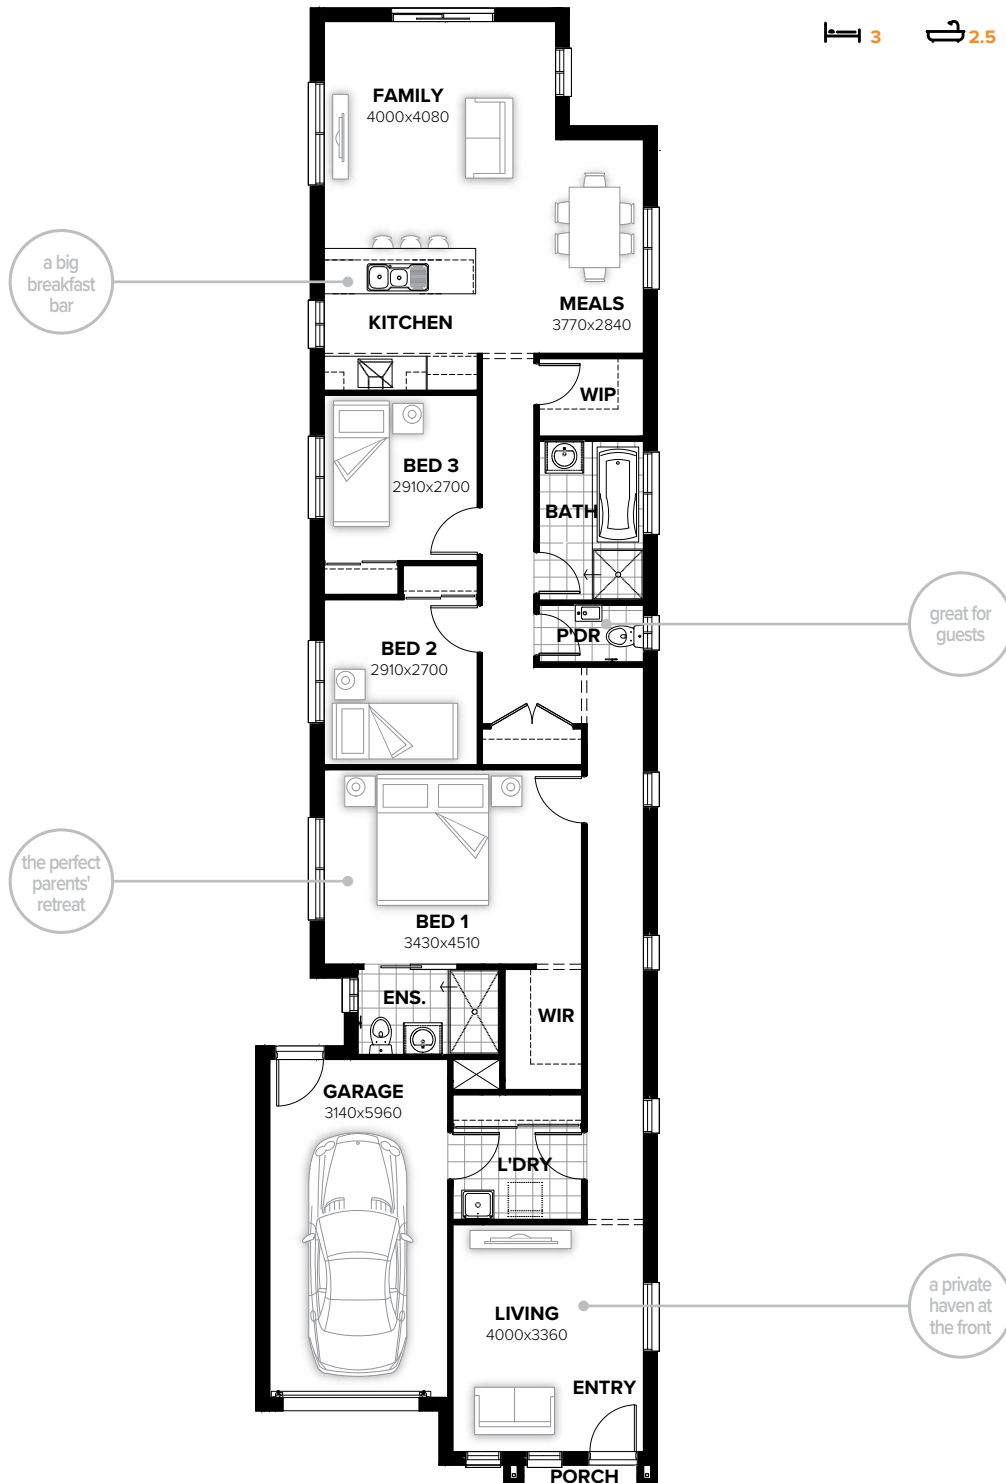 3
2.5
FAMILY
4000x4080
a big
breakfast
bar
MEALS
3770x2840
KITCHEN
WIP
BED 3
2910x2700
BATH
great for
guests
P'DR
BED 2
2910x2700
the perfect
parents'
retreat
BED 1
3430x4510
ENS.
WIR
GARAGE
3140x5960
L'DRY
a private
haven at
the front
LIVING
4000x3360
ENTRY
PORCH